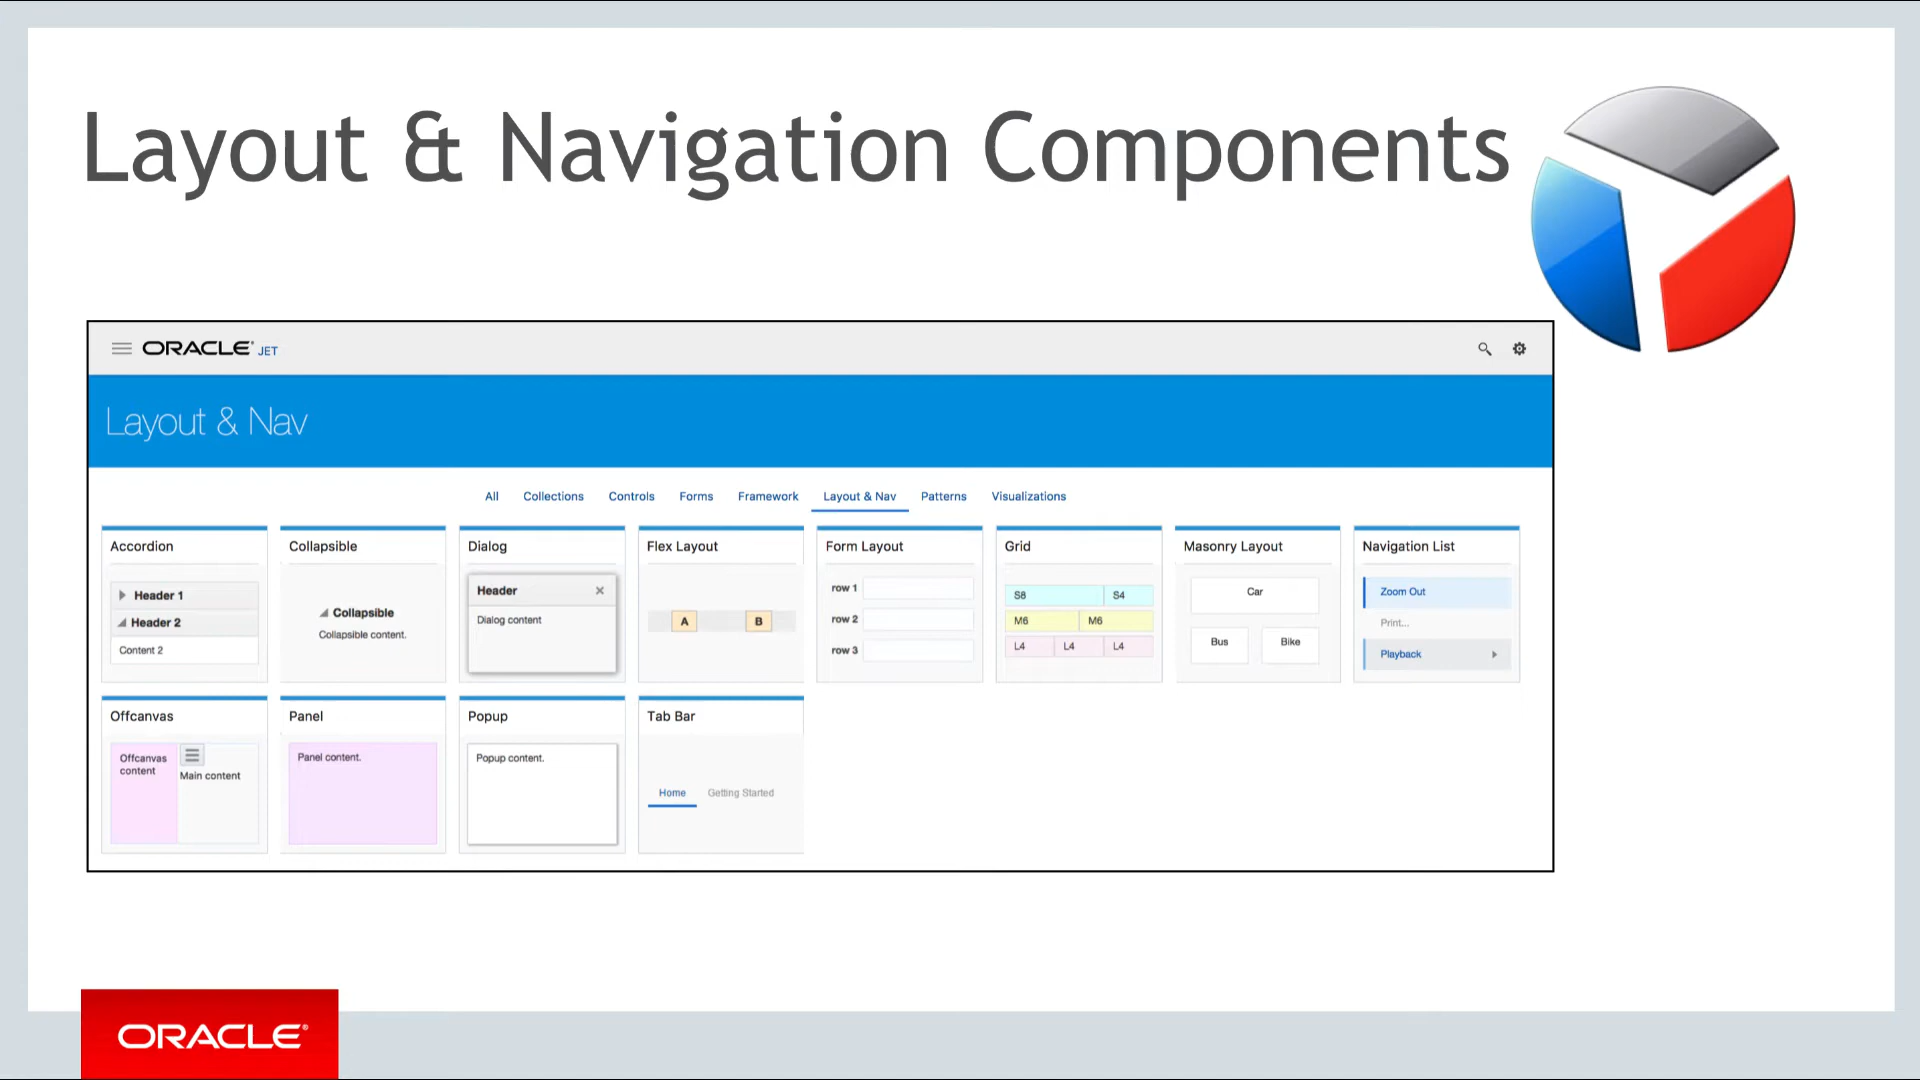 Layout & Navigation Components
ORACLE® JET
Layout & Nav
All Collections Controls Forms Framework Layout & Nav Patterns Visualizations
Accordion
Header 1
Header 2
Content 2
Collapsible
Collapsible
Collapsible content.
Dialog
Header
Dialog content
Flex Layout
A B
Form Layout
row 1
row 2
row 3
Grid
S8 S4
M6 M6
L4 L4 L4
Masonry Layout
Car
Bus Bike
Navigation List
Zoom Out
Print...
Playback
Offcanvas
Offcanvas
content
Main content
Panel
Panel content.
Popup
Popup content.
Tab Bar
Home Getting Started
ORACLE®